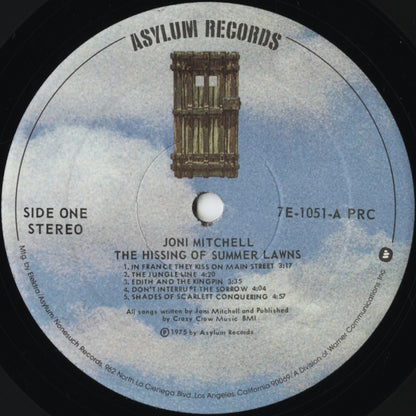 ASYLUM RECORDS
SIDE ONE
STEREO
7E-1051-A PRC
JONI MITCHELL
THE HISSING OF SUMMER LAWNS
1. IN FRANCE THEY KISS ON MAIN STREET 3:17
2. THE JUNGLE LINE 4:20
3. EDITH AND THE KINGPIN 3:35
4. DON'T INTERRUPT THE SORROW 4:04
5. SHADES OF SCARLETT CONQUERING 4:57
All songs written by Joni Mitchell and Published
by Crazy Crow Music BMI
Ⓟ 1975 by Asylum Records
Mfg. by Elektra/Asylum/Nonesuch Records, 962 North La Cienega Blvd., Los Angeles, California 90069. A Division of Warner Communications, Inc.